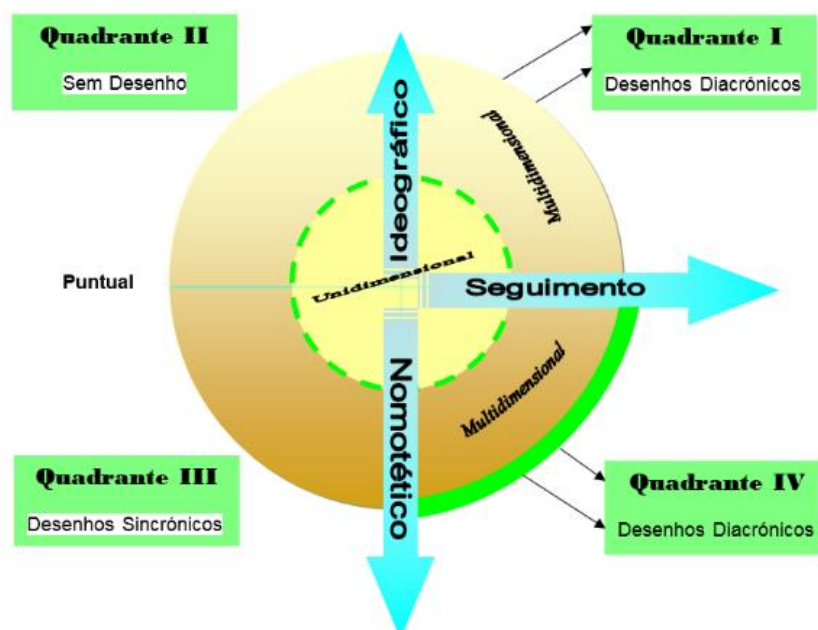 Quadrante II
Sem Desenho
Quadrante I
Desenhos Diacrónicos
Ideográfico
Multidimensional
Unidimensional
Puntual
Seguimento
Nomotético
Multidimensional
Quadrante III
Desenhos Sincrónicos
Quadrante IV
Desenhos Diacrónicos